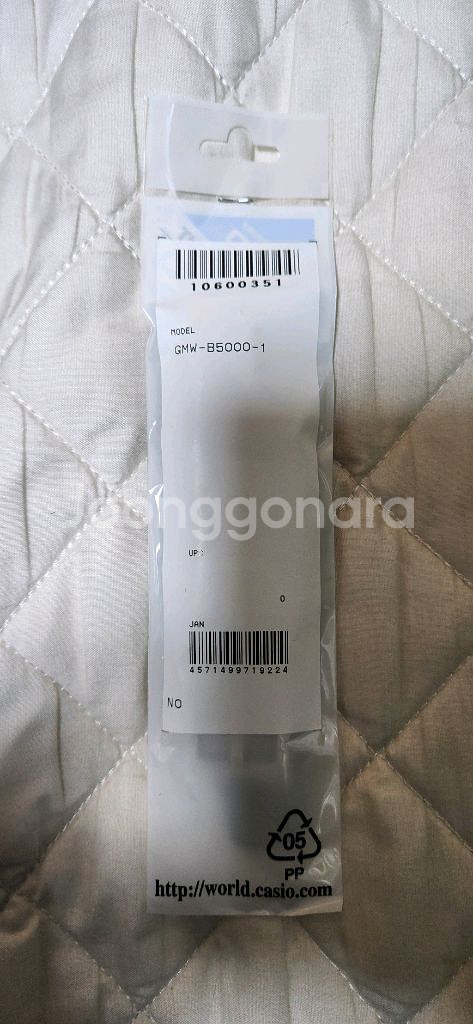 10600351
MODEL
GMW-B5000-1
Joonggonara
UP:
0
JAN
4571499719224
NO
05
PP
http://world.casio.com